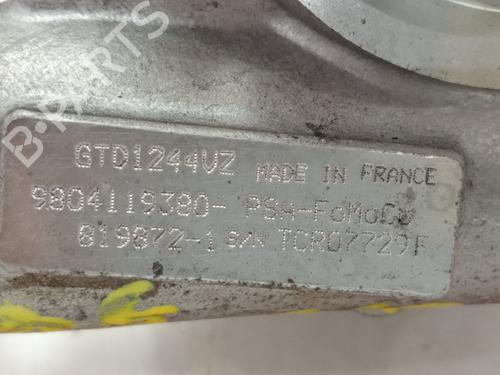 B-PARTS
GTD1244VZ MADE IN FRANCE
9804119380- PSA-FoMoCo
819872-1 S/N TCR07729F